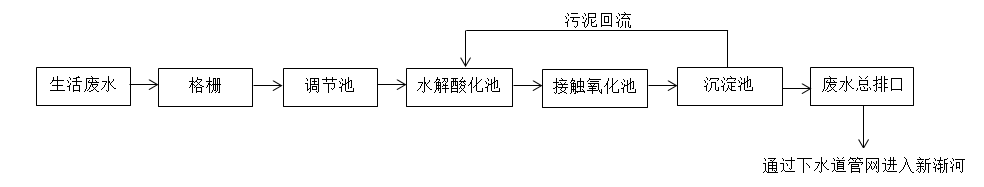 污泥回流
生活废水
格栅
调节池
水解酸化池
接触氧化池
沉淀池
废水总排口
通过下水道管网进入新渐河